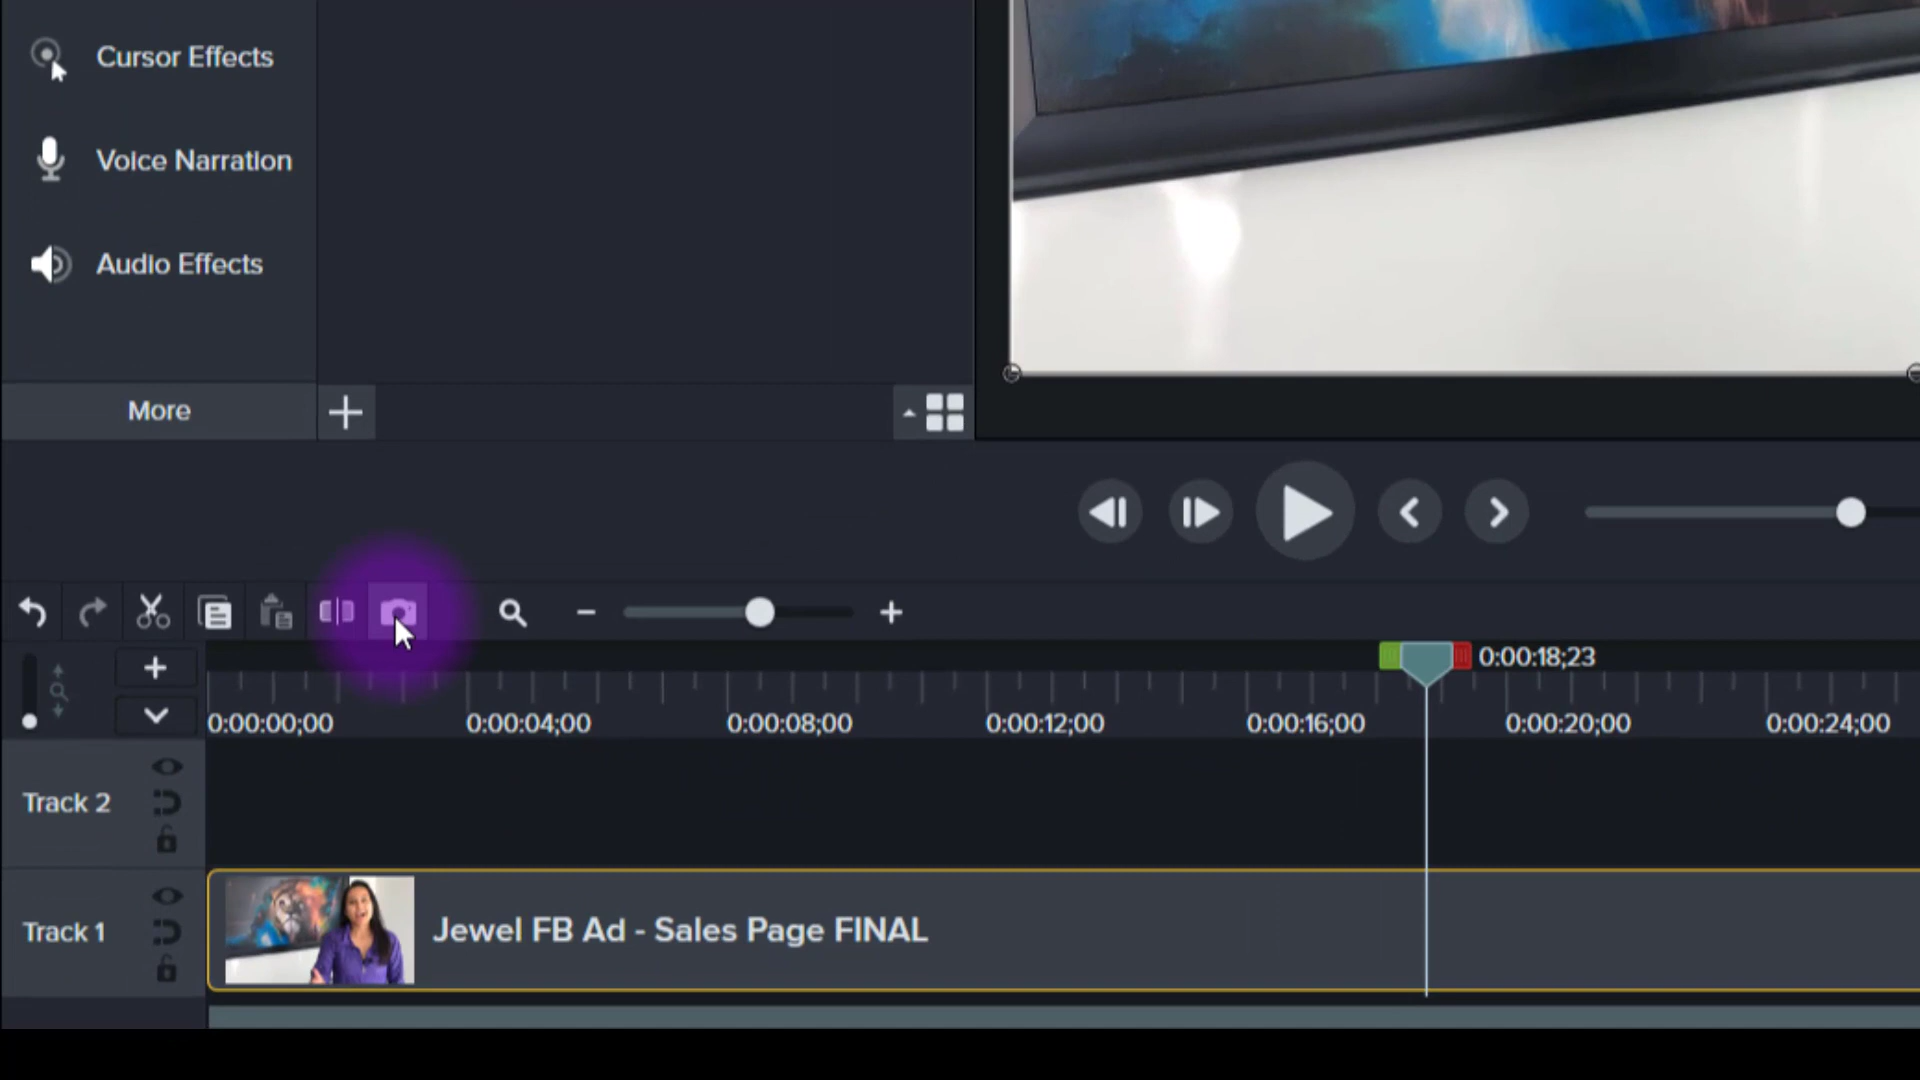 Cursor Effects
Voice Narration
Audio Effects
More
0:00:18;23
0:00:00;00
0:00:04;00
0:00:08;00
0:00:12;00
0:00:16;00
0:00:20;00
0:00:24;00
Track 2
Track 1
Jewel FB Ad - Sales Page FINAL